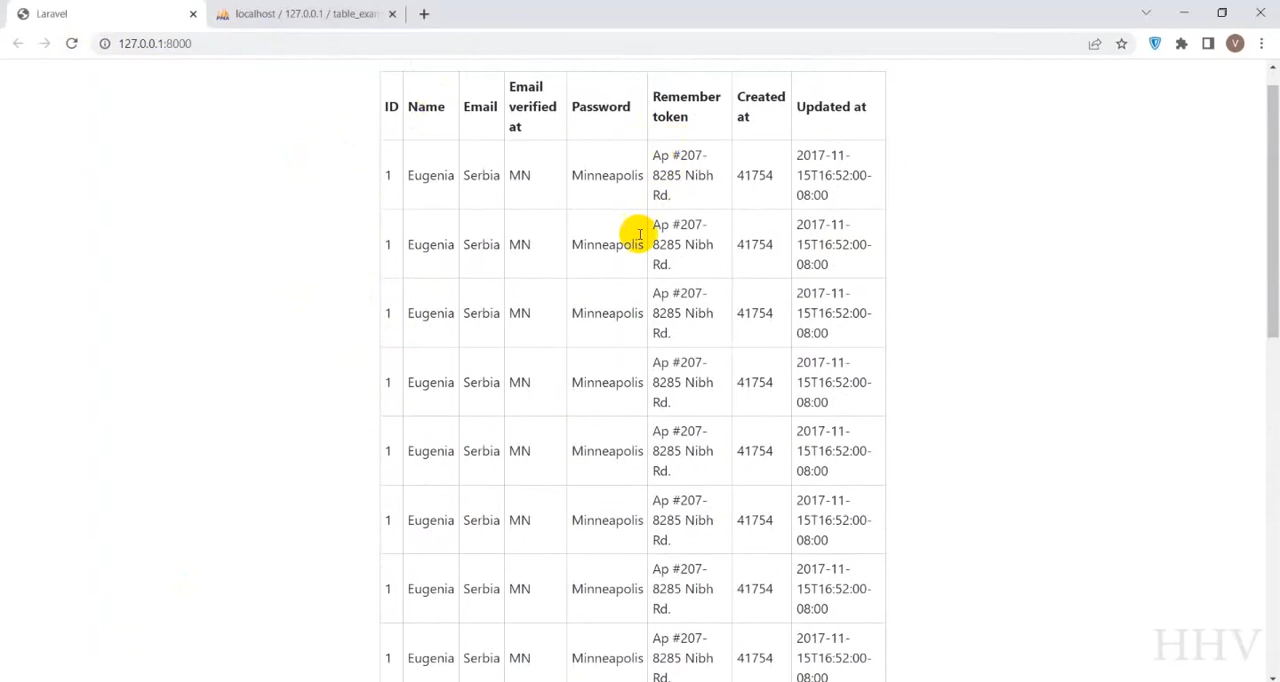 Laravel
localhost / 127.0.0.1 / table_exam
127.0.0.1:8000
V
ID Name Email Email verified at Password Remember token Created at Updated at
1 Eugenia Serbia MN Minneapolis Ap #207-8285 Nibh Rd. 41754 2017-11-15T16:52:00-08:00
1 Eugenia Serbia MN Minneapolis Ap #207-8285 Nibh Rd. 41754 2017-11-15T16:52:00-08:00
1 Eugenia Serbia MN Minneapolis Ap #207-8285 Nibh Rd. 41754 2017-11-15T16:52:00-08:00
1 Eugenia Serbia MN Minneapolis Ap #207-8285 Nibh Rd. 41754 2017-11-15T16:52:00-08:00
1 Eugenia Serbia MN Minneapolis Ap #207-8285 Nibh Rd. 41754 2017-11-15T16:52:00-08:00
1 Eugenia Serbia MN Minneapolis Ap #207-8285 Nibh Rd. 41754 2017-11-15T16:52:00-08:00
1 Eugenia Serbia MN Minneapolis Ap #207-8285 Nibh Rd. 41754 2017-11-15T16:52:00-08:00
1 Eugenia Serbia MN Minneapolis Ap #207-8285 Nibh Rd. 41754 2017-11-15T16:52:00-08:00
HHV